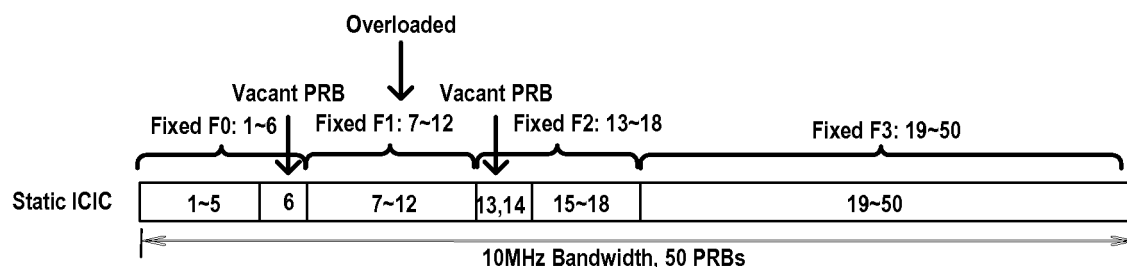 Overloaded
Vacant PRB Vacant PRB
Fixed F0: 1~6 Fixed F1: 7~12 Fixed F2: 13~18 Fixed F3: 19~50
Static ICIC 1~5 6 7~12 13,14 15~18 19~50
10MHz Bandwidth, 50 PRBs